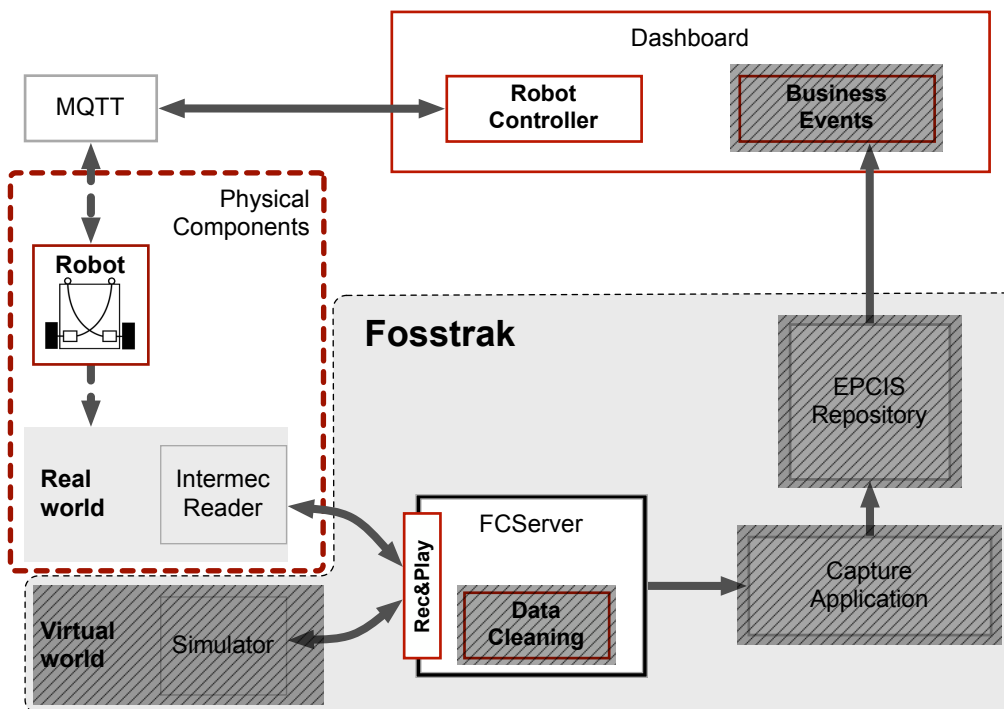 Dashboard
MQTT
Robot
Controller
Business
Events
Physical
Components
Robot
Fosstrak
EPCIS
Repository
Real
world
Intermec
Reader
FCServer
Rec&Play
Data
Cleaning
Capture
Application
Virtual
world
Simulator